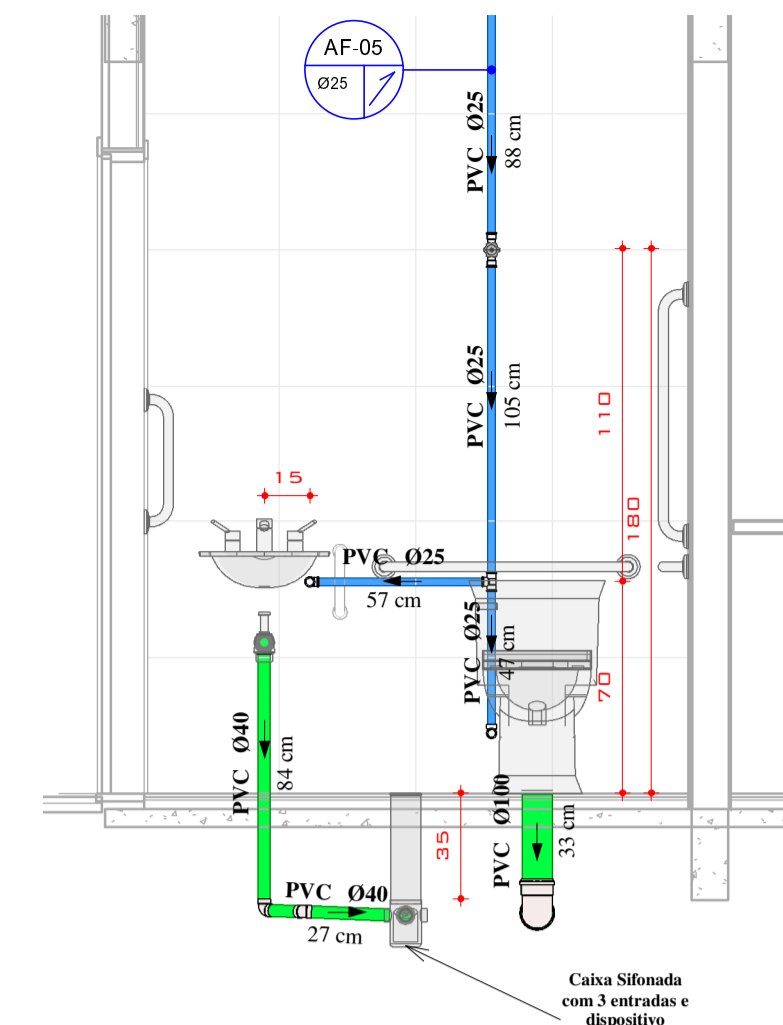 AF-05
Ø25
PVC Ø25
88 cm
PVC Ø25
105 cm
110
180
15
PVC Ø25
57 cm
PVC Ø25
47 cm
70
PVC Ø40
84 cm
PVC Ø100
33 cm
35
PVC Ø40
27 cm
Caixa Sifonada
com 3 entradas e
dispositivo